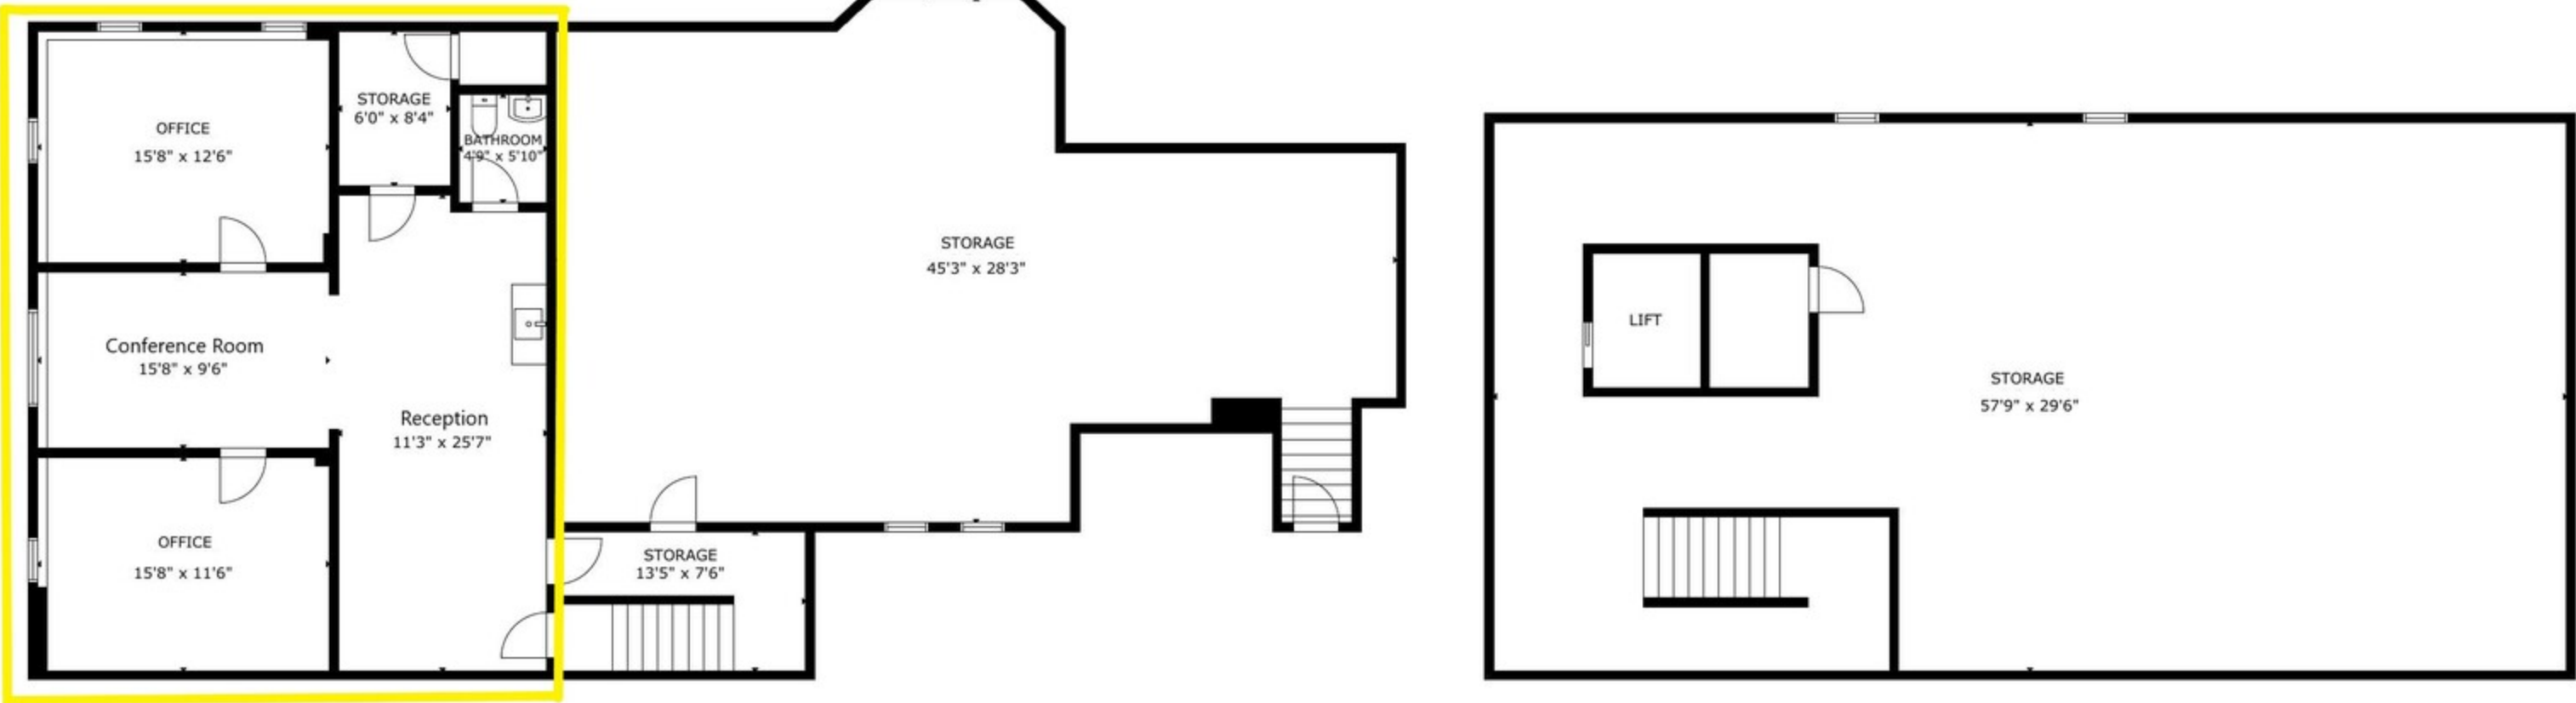 OFFICE
15'8" x 12'6"
STORAGE
6'0" x 8'4"
BATHROOM
4'9" x 5'10"
Conference Room
15'8" x 9'6"
Reception
11'3" x 25'7"
OFFICE
15'8" x 11'6"
STORAGE
45'3" x 28'3"
STORAGE
13'5" x 7'6"
LIFT
STORAGE
57'9" x 29'6"